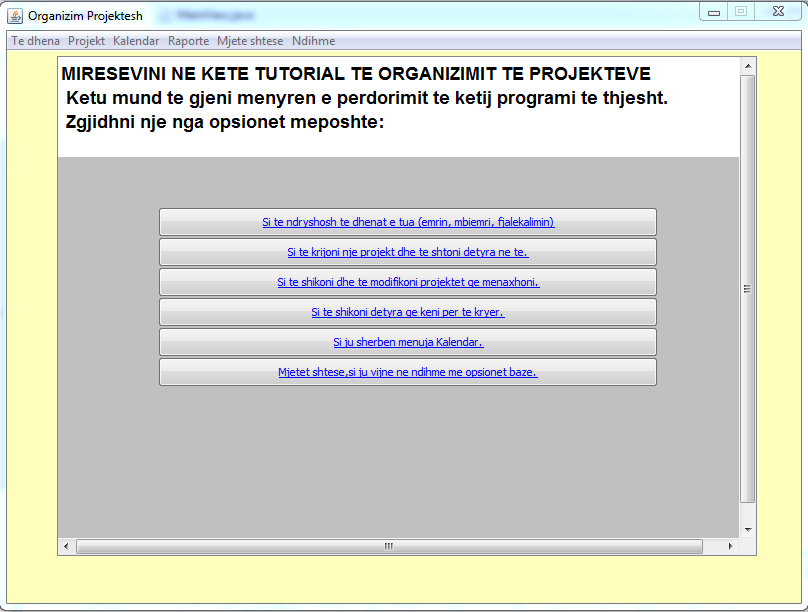 Organizim Projektesh
Te dhena Projekt Kalendar Raporte Mjete shtese Ndihme
MIRESEVINI NE KETE TUTORIAL TE ORGANIZIMIT TE PROJEKTEVE
Ketu mund te gjeni menyren e perdorimit te ketij programi te thjesht.
Zgjidhni nje nga opsionet meposhte:
Si te ndryshosh te dhenat e tua (emrin, mbiemri, fjalekalimin)
Si te krijoni nje projekt dhe te shtoni detyra ne te.
Si te shikoni dhe te modifikoni projektet qe menaxhoni.
Si te shikoni detyra qe keni per te kryer.
Si ju sherben menuja Kalendar.
Mjetet shtese,si ju vijne ne ndihme me opsionet baze.